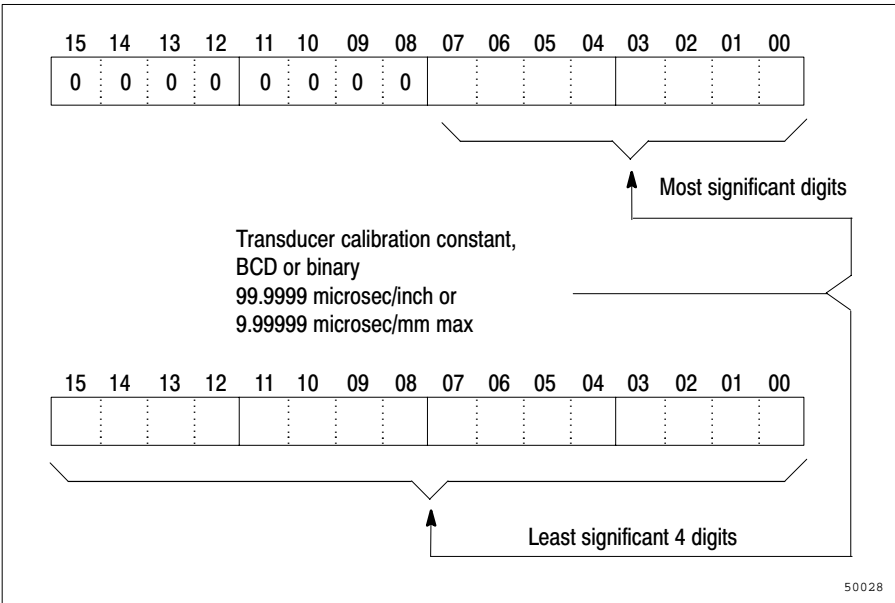 15 14 13 12 11 10 09 08 07 06 05 04 03 02 01 00
0 0 0 0 0 0 0 0
Most significant digits
Transducer calibration constant,
BCD or binary
99.9999 microsec/inch or
9.99999 microsec/mm max
15 14 13 12 11 10 09 08 07 06 05 04 03 02 01 00
Least significant 4 digits
50028